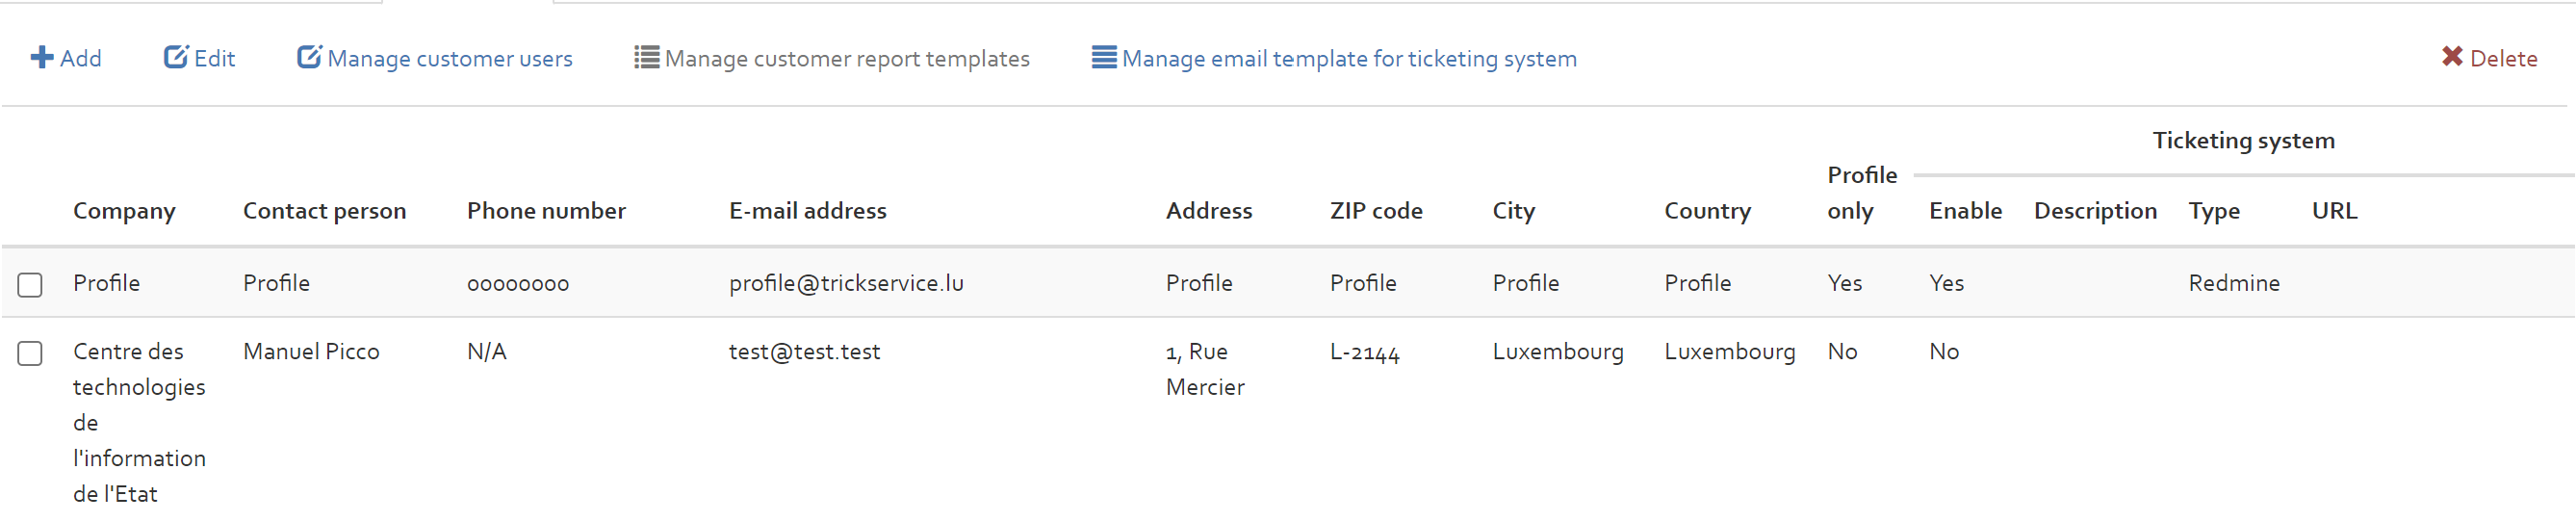 Add Edit Manage customer users Manage customer report templates Manage email template for ticketing system Delete
Ticketing system
Profile
Company Contact person Phone number E-mail address Address ZIP code City Country only Enable Description Type URL
Profile Profile 00000000 profile@trickservice.lu Profile Profile Profile Profile Yes Yes Redmine
Centre des Manuel Picco N/A test@test.test 1, Rue L-2144 Luxembourg Luxembourg No No
technologies Mercier
de
l'information
de l'Etat